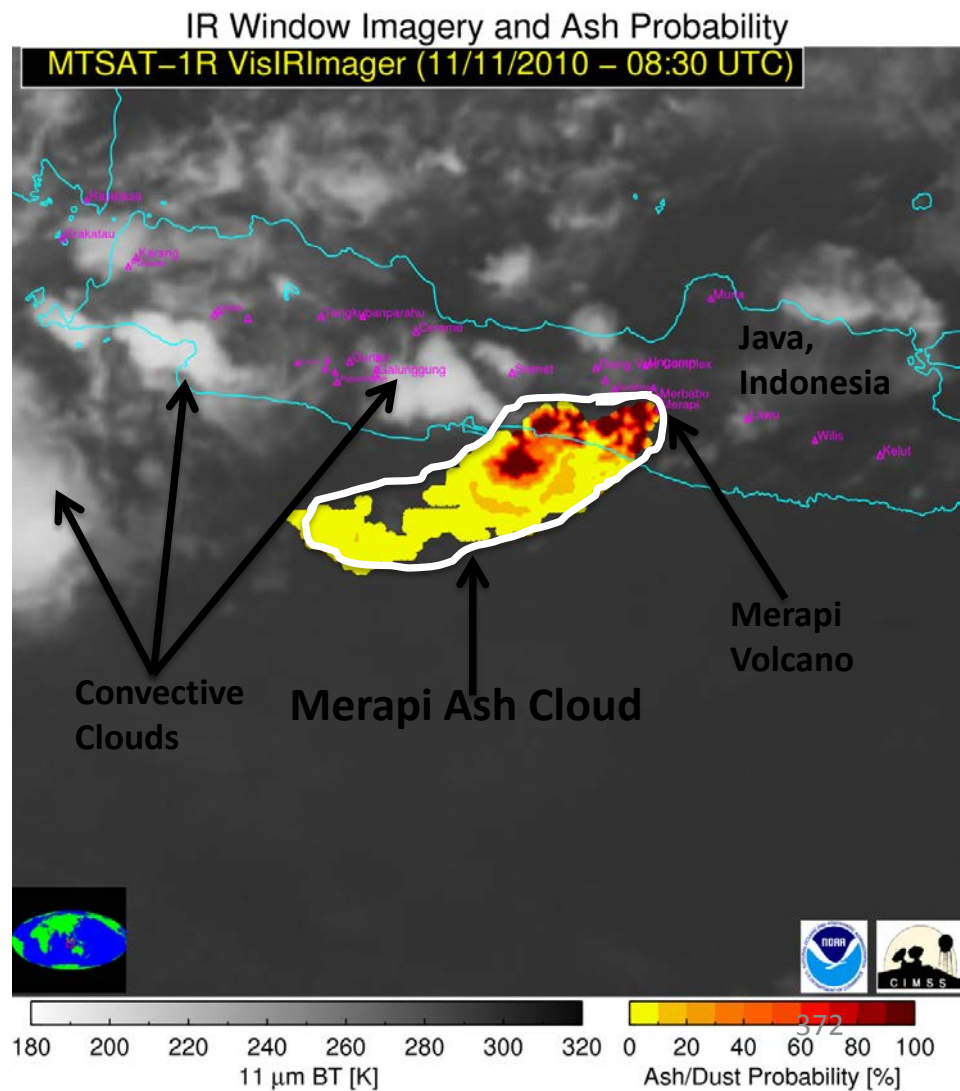 IR Window Imagery and Ash Probability
MTSAT-1R VisIRImager (11/11/2010 – 08:30 UTC)
Krakatau
Karang
Muria
Tangkubanparahu
Cereme
Java,
Indonesia
Galunggung
Slamet
Ungaran
Merbabu
Merapi
Lawu
Wilis
Kelut
Merapi
Volcano
Convective
Clouds
Merapi Ash Cloud
NOAA
CIMSS
372
180 200 220 240 260 280 300 320
0 20 40 60 80 100
11 μm BT [K]
Ash/Dust Probability [%]